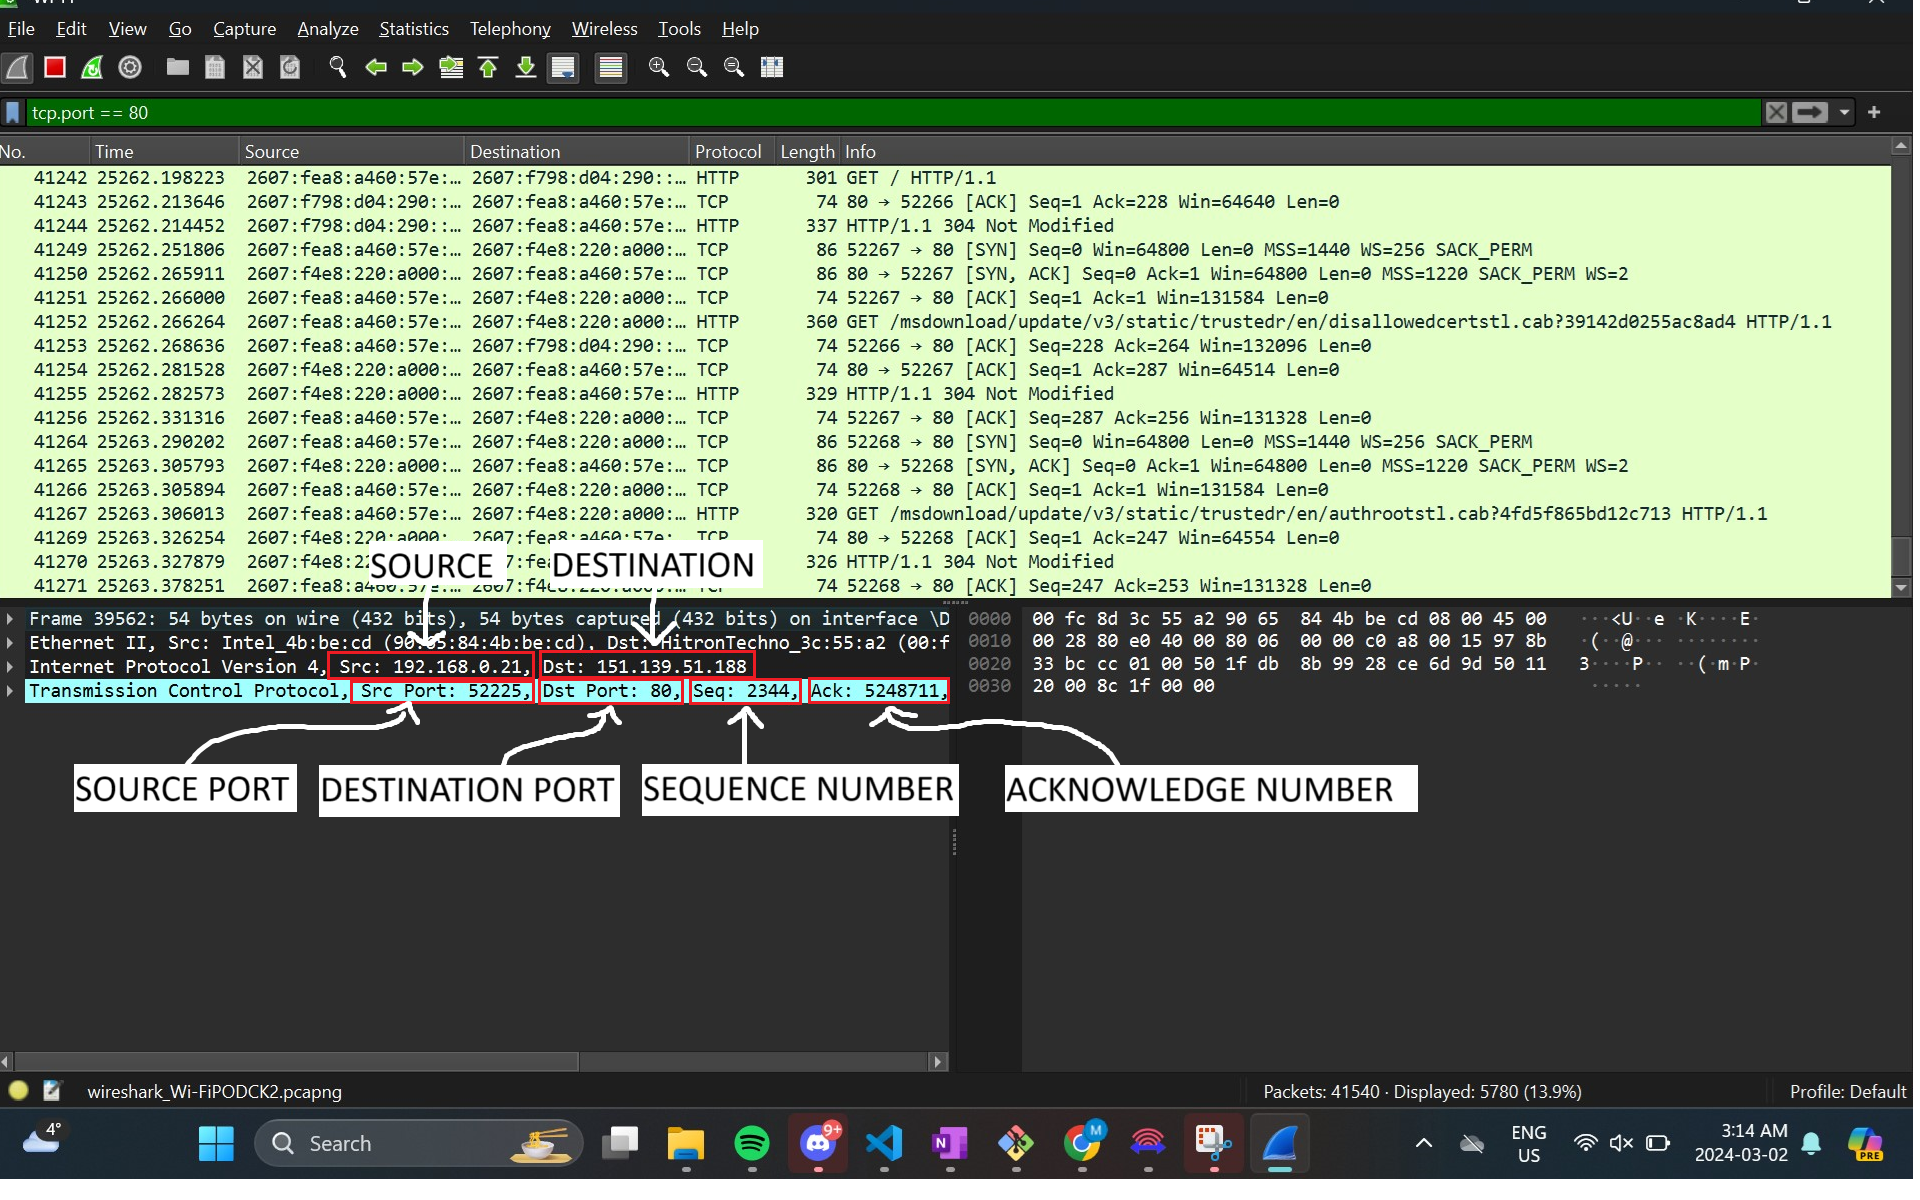 Wi-Fi
File Edit View Go Capture Analyze Statistics Telephony Wireless Tools Help
tcp.port == 80
No. Time Source Destination Protocol Length Info
41242 25262.198223 2607:fea8:a460:57e:… 2607:f798:d04:290::… HTTP 301 GET / HTTP/1.1
41243 25262.213646 2607:f798:d04:290::… 2607:fea8:a460:57e:… TCP 74 80 → 52266 [ACK] Seq=1 Ack=228 Win=64640 Len=0
41244 25262.214452 2607:f798:d04:290::… 2607:fea8:a460:57e:… HTTP 337 HTTP/1.1 304 Not Modified
41249 25262.251806 2607:fea8:a460:57e:… 2607:f4e8:220:a000:… TCP 86 52267 → 80 [SYN] Seq=0 Win=64800 Len=0 MSS=1440 WS=256 SACK_PERM
41250 25262.265911 2607:f4e8:220:a000:… 2607:fea8:a460:57e:… TCP 86 80 → 52267 [SYN, ACK] Seq=0 Ack=1 Win=64800 Len=0 MSS=1220 SACK_PERM WS=2
41251 25262.266000 2607:fea8:a460:57e:… 2607:f4e8:220:a000:… TCP 74 52267 → 80 [ACK] Seq=1 Ack=1 Win=131584 Len=0
41252 25262.266264 2607:fea8:a460:57e:… 2607:f4e8:220:a000:… HTTP 360 GET /msdownload/update/v3/static/trustedr/en/disallowedcertstl.cab?39142d0255ac8ad4 HTTP/1.1
41253 25262.268636 2607:fea8:a460:57e:… 2607:f798:d04:290::… TCP 74 52266 → 80 [ACK] Seq=228 Ack=264 Win=132096 Len=0
41254 25262.281528 2607:f4e8:220:a000:… 2607:fea8:a460:57e:… TCP 74 80 → 52267 [ACK] Seq=1 Ack=287 Win=64514 Len=0
41255 25262.282573 2607:f4e8:220:a000:… 2607:fea8:a460:57e:… HTTP 329 HTTP/1.1 304 Not Modified
41256 25262.331316 2607:fea8:a460:57e:… 2607:f4e8:220:a000:… TCP 74 52267 → 80 [ACK] Seq=287 Ack=256 Win=131328 Len=0
41264 25263.290202 2607:fea8:a460:57e:… 2607:f4e8:220:a000:… TCP 86 52268 → 80 [SYN] Seq=0 Win=64800 Len=0 MSS=1440 WS=256 SACK_PERM
41265 25263.305793 2607:f4e8:220:a000:… 2607:fea8:a460:57e:… TCP 86 80 → 52268 [SYN, ACK] Seq=0 Ack=1 Win=64800 Len=0 MSS=1220 SACK_PERM WS=2
41266 25263.305894 2607:fea8:a460:57e:… 2607:f4e8:220:a000:… TCP 74 52268 → 80 [ACK] Seq=1 Ack=1 Win=131584 Len=0
41267 25263.306013 2607:fea8:a460:57e:… 2607:f4e8:220:a000:… HTTP 320 GET /msdownload/update/v3/static/trustedr/en/authrootstl.cab?4fd5f865bd12c713 HTTP/1.1
41269 25263.326254 2607:f4e8:220:a000:… 2607:fea8:a460:57e:… TCP 74 80 → 52268 [ACK] Seq=1 Ack=247 Win=64554 Len=0
41270 25263.327879 2607:f4e8:22 2607:fea 326 HTTP/1.1 304 Not Modified
41271 25263.378251 2607:fea8:a460:57e:… 2607:f4e8:220:a000:… TCP 74 52268 → 80 [ACK] Seq=247 Ack=253 Win=131328 Len=0
SOURCE DESTINATION
Frame 39562: 54 bytes on wire (432 bits), 54 bytes captured (432 bits) on interface \D
Ethernet II, Src: Intel_4b:be:cd (90:65:84:4b:be:cd), Dst: HitronTechno_3c:55:a2 (00:f
Internet Protocol Version 4, Src: 192.168.0.21, Dst: 151.139.51.188
Transmission Control Protocol, Src Port: 52225, Dst Port: 80, Seq: 2344, Ack: 5248711,
0000 00 fc 8d 3c 55 a2 90 65 84 4b be cd 08 00 45 00 ···<U··e ·K····E·
0010 00 28 80 e0 40 00 80 06 00 00 c0 a8 00 15 97 8b ·(··@··· ········
0020 33 bc cc 01 00 50 1f db 8b 99 28 ce 6d 9d 50 11 3····P·· ··(·m·P·
0030 20 00 8c 1f 00 00 ·····
SOURCE PORT DESTINATION PORT SEQUENCE NUMBER ACKNOWLEDGE NUMBER
wireshark_Wi-FiPODCK2.pcapng
Packets: 41540 · Displayed: 5780 (13.9%)
Profile: Default
4°
Search
9+
N
M
ENG
US
3:14 AM
2024-03-02
PRE